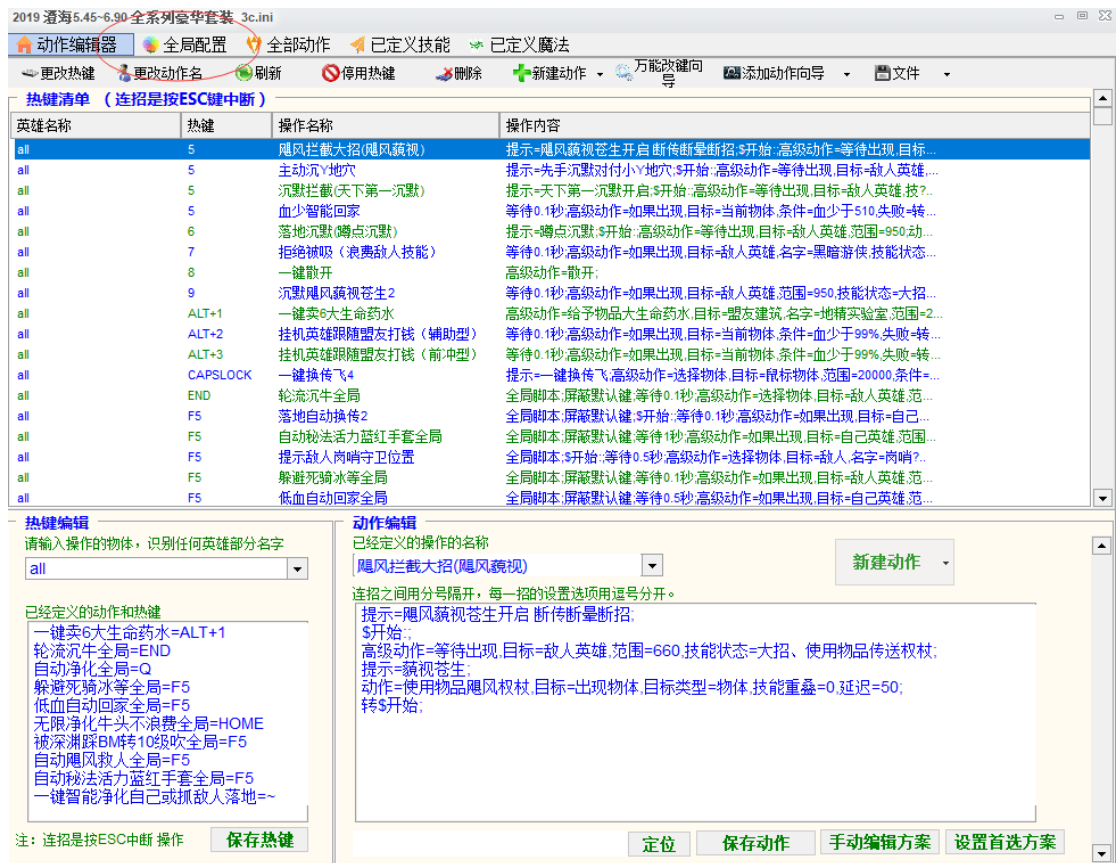 2019 澄海5.45~6.90 全系列豪华套装_3c.ini
动作编辑器 全局配置 全部动作 已定义技能 已定义魔法
更改热键 更改动作名 刷新 停用热键 删除 新建动作 万能改键向导 添加动作向导 文件
热键清单 （连招是按ESC键中断）
英雄名称 热键 操作名称 操作内容
all 5 飓风拦截大招(飓风藐视) 提示=飓风藐视苍生开启 断传断晕断招;$开始:;高级动作=等待出现,目标...
all 5 主动沉Y地穴 提示=先手沉默对付小Y地穴;$开始:;高级动作=等待出现,目标=敌人英雄,...
all 5 沉默拦截(天下第一沉默) 提示=天下第一沉默开启;$开始:;高级动作=等待出现,目标=敌人英雄,技?..
all 5 血少智能回家 等待0.1秒;高级动作=如果出现,目标=当前物体,条件=血少于510,失败=转...
all 6 落地沉默(蹲点沉默) 提示=蹲点沉默;$开始:;高级动作=等待出现,目标=敌人英雄,范围=950;动...
all 7 拒绝被吸（浪费敌人技能） 等待0.1秒;高级动作=如果出现,目标=敌人英雄,名字=黑暗游侠,技能状态...
all 8 一键散开 高级动作=散开;
all 9 沉默飓风藐视苍生2 等待0.1秒;高级动作=如果出现,目标=敌人英雄,范围=950,技能状态=大招...
all ALT+1 一键卖6大生命药水 高级动作=给予物品大生命药水,目标=盟友建筑,名字=地精实验室,范围=2...
all ALT+2 挂机英雄跟随盟友打钱（辅助型） 等待0.1秒;高级动作=如果出现,目标=当前物体,条件=血少于99%,失败=转...
all ALT+3 挂机英雄跟随盟友打钱（前冲型） 等待0.1秒;高级动作=如果出现,目标=当前物体,条件=血少于99%,失败=转...
all CAPSLOCK 一键换传飞4 提示=一键换传飞;高级动作=选择物体,目标=鼠标物体,范围=20000,条件=...
all END 轮流沉牛全局 全局脚本;屏蔽默认键;等待0.1秒;高级动作=选择物体,目标=敌人英雄,范...
all F5 落地自动换传2 全局脚本;屏蔽默认键;$开始:;等待0.1秒;高级动作=如果出现,目标=自己...
all F5 自动秘法活力蓝红手套全局 全局脚本;屏蔽默认键;等待1秒;高级动作=如果出现,目标=自己英雄,范围...
all F5 提示敌人岗哨守卫位置 全局脚本;$开始:;等待0.5秒;高级动作=选择物体,目标=敌人,名字=岗哨?..
all F5 躲避死骑冰等全局 全局脚本;屏蔽默认键;等待0.1秒;高级动作=如果出现,目标=敌人英雄,范...
all F5 低血自动回家全局 全局脚本;屏蔽默认键;等待0.5秒;高级动作=如果出现,目标=自己英雄,范...
热键编辑
请输入操作的物体，识别任何英雄部分名字
all
已经定义的动作和热键
一键卖6大生命药水=ALT+1
轮流沉牛全局=END
自动净化全局=Q
躲避死骑冰等全局=F5
低血自动回家全局=F5
无限净化牛头不浪费全局=HOME
被深渊踩BM转10级吹全局=F5
自动飓风救人全局=F5
自动秘法活力蓝红手套全局=F5
一键智能净化自己或抓敌人落地=~
注：连招是按ESC中断 操作 保存热键
动作编辑
已经定义的操作的名称
飓风拦截大招(飓风藐视) 新建动作
连招之间用分号隔开，每一招的设置选项用逗号分开。
提示=飓风藐视苍生开启 断传断晕断招;
$开始:;
高级动作=等待出现,目标=敌人英雄,范围=660,技能状态=大招、使用物品传送权杖;
提示=藐视苍生;
动作=使用物品飓风权杖,目标=出现物体,目标类型=物体,技能重叠=0,延迟=50;
转$开始;
定位 保存动作 手动编辑方案 设置首选方案